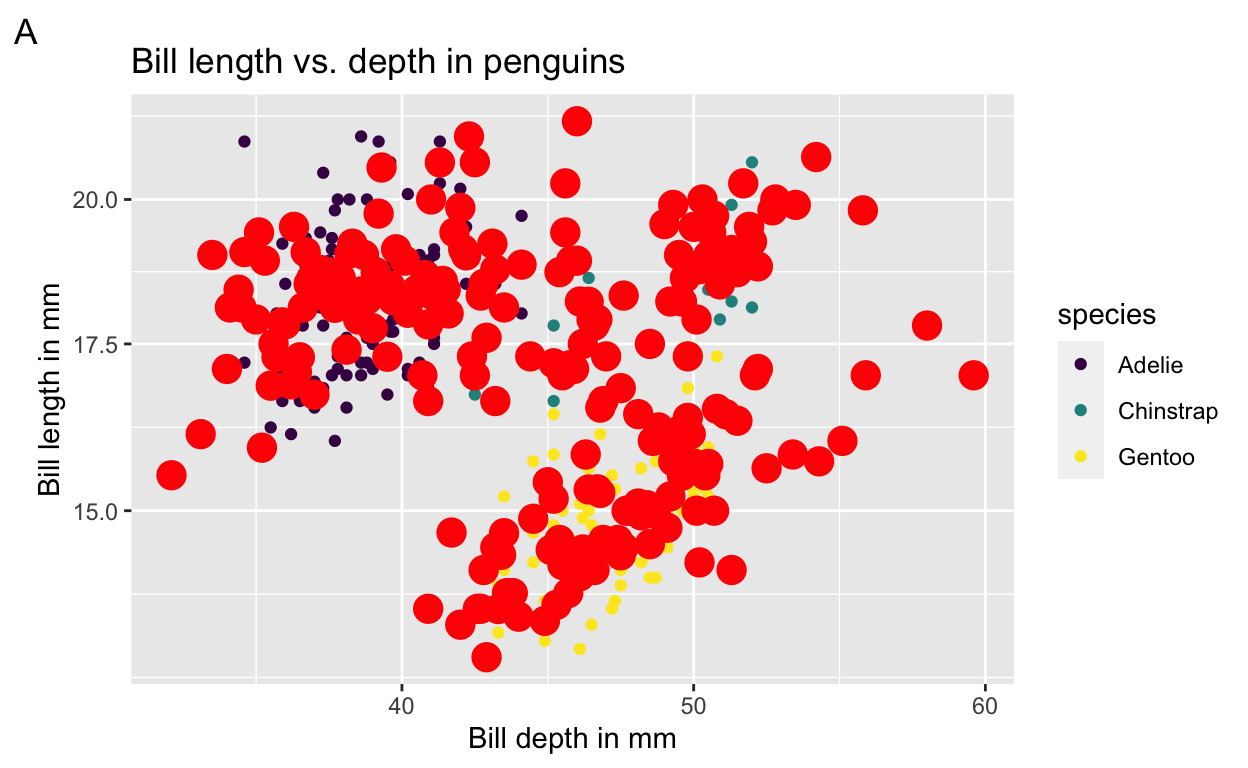 A
Bill length vs. depth in penguins
Bill length in mm
20.0
17.5
15.0
40
50
60
Bill depth in mm
species
Adelie
Chinstrap
Gentoo